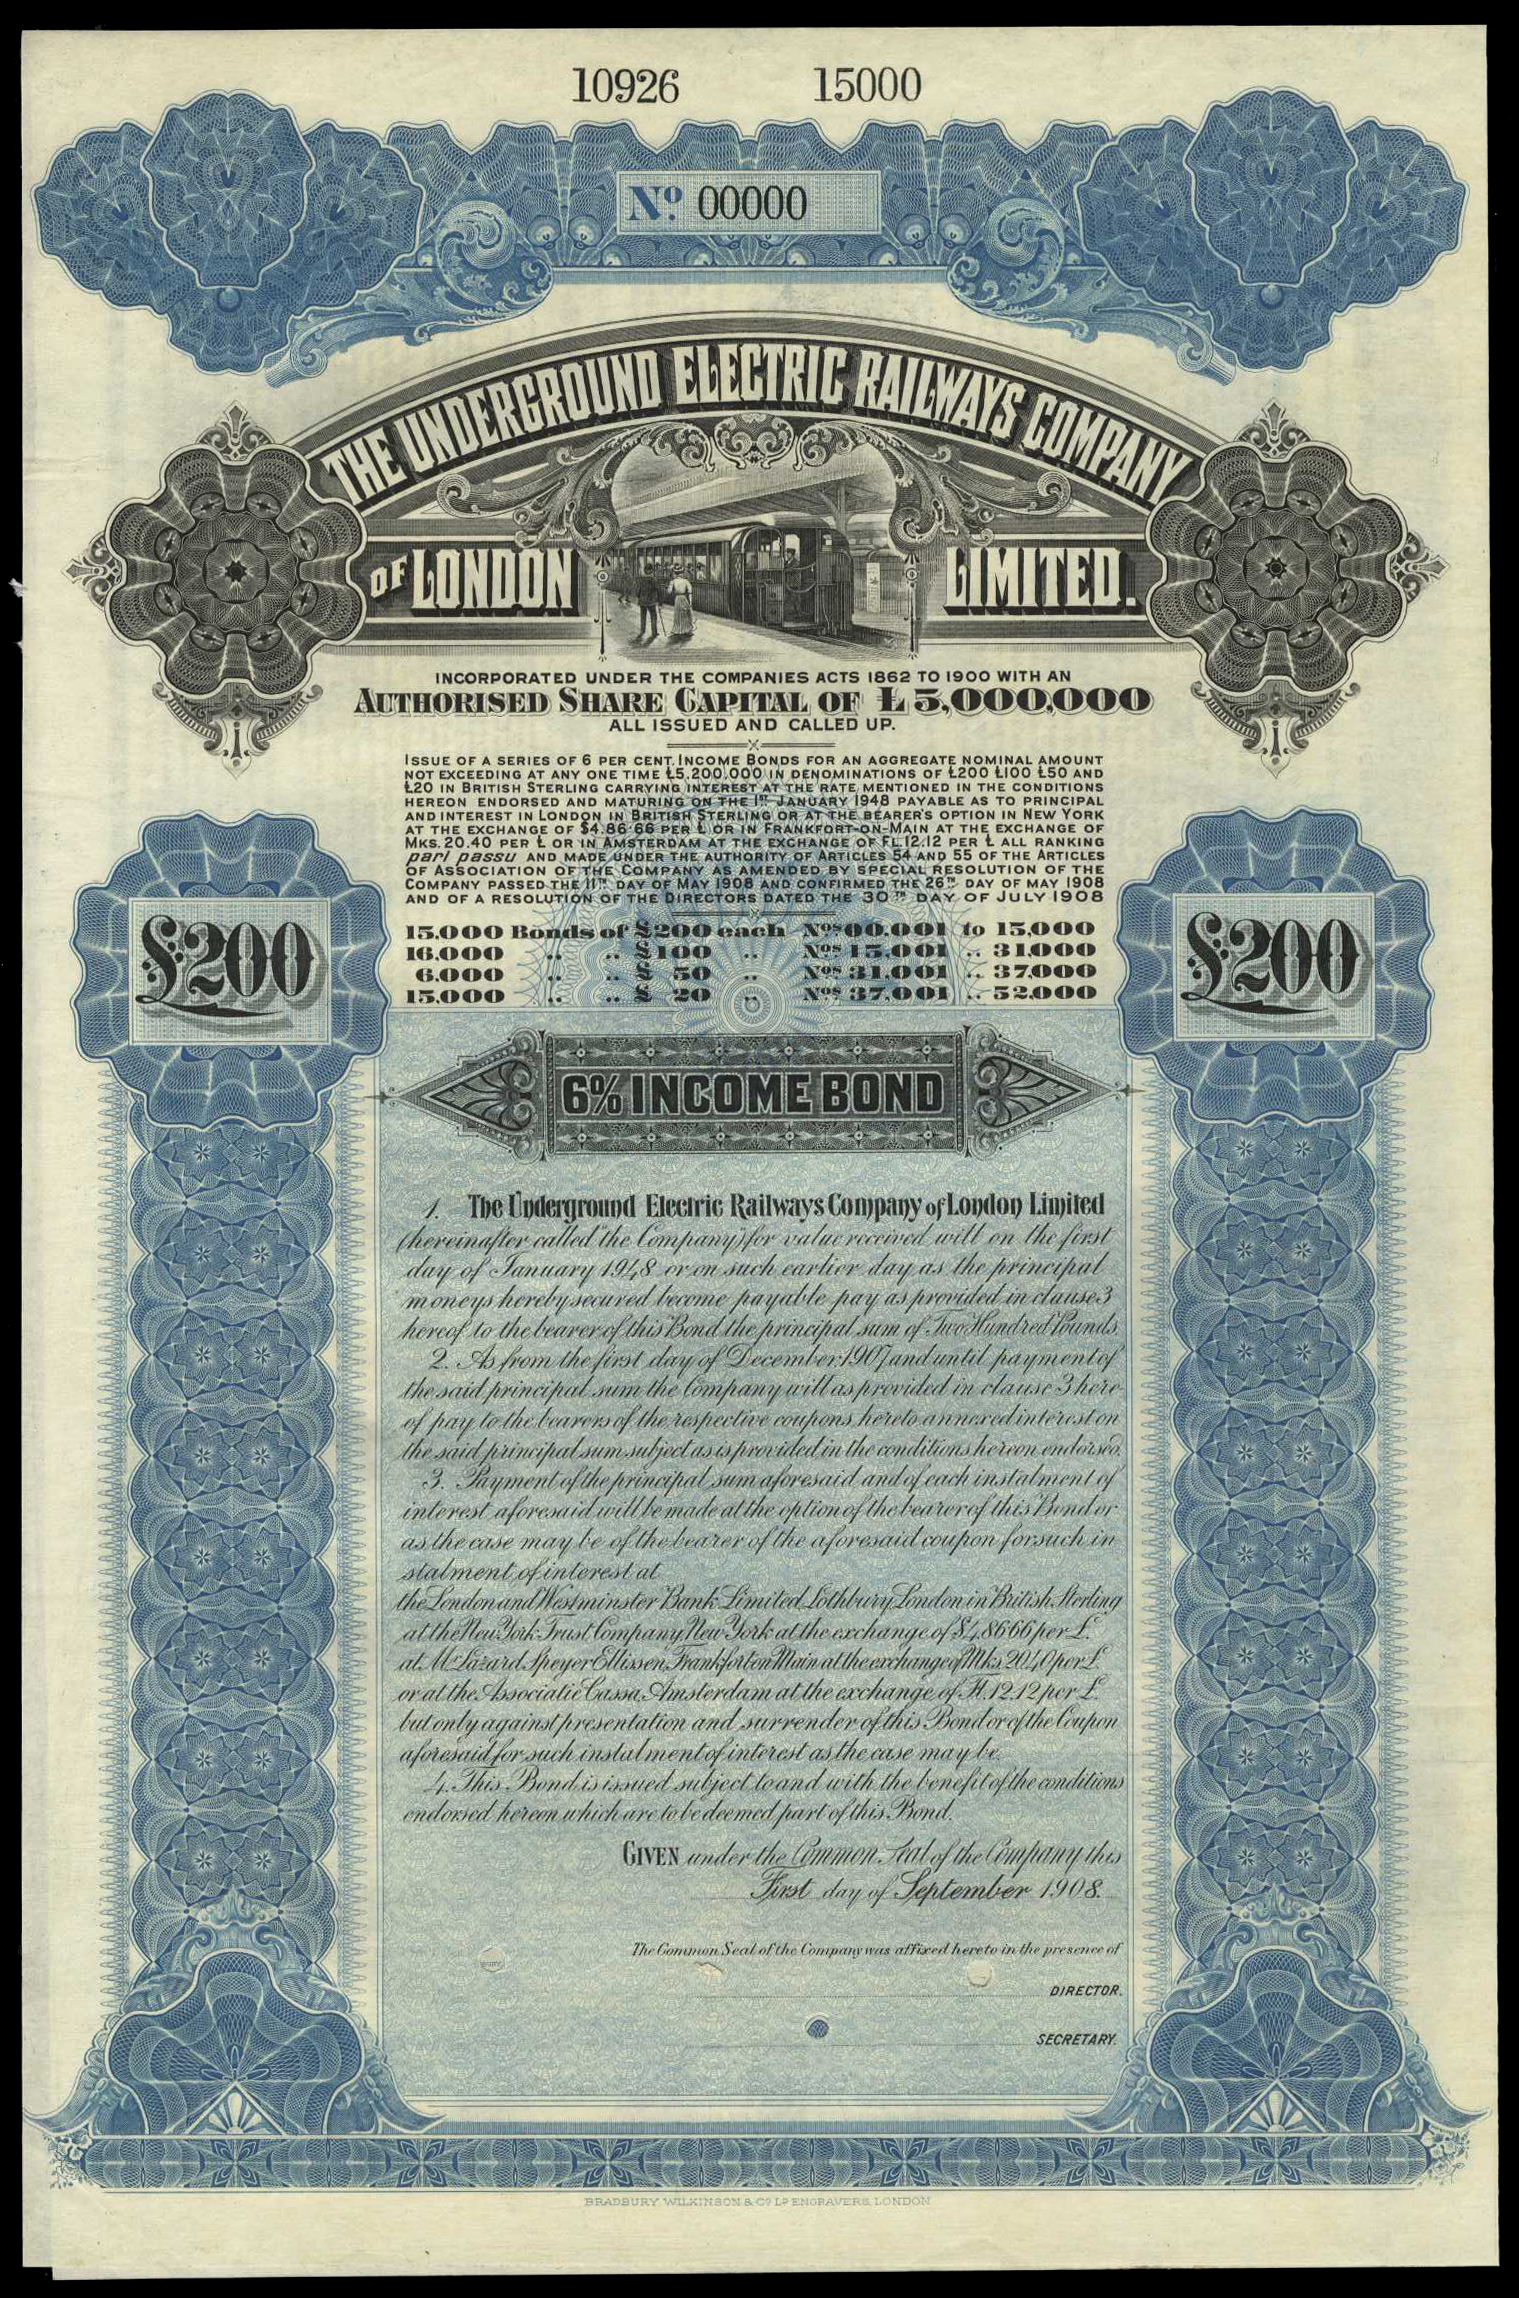 10926 15000
No. 00000
THE UNDERGROUND ELECTRIC RAILWAYS COMPANY
OF LONDON LIMITED.
INCORPORATED UNDER THE COMPANIES ACTS 1862 TO 1900 WITH AN
AUTHORISED SHARE CAPITAL OF £5,000,000
ALL ISSUED AND CALLED UP.
ISSUE OF A SERIES OF 6 PER CENT. INCOME BONDS FOR AN AGGREGATE NOMINAL AMOUNT
NOT EXCEEDING AT ANY ONE TIME £5,200,000 IN DENOMINATIONS OF £200 £100 £50 AND
£20 IN BRITISH STERLING CARRYING INTEREST AT THE RATE MENTIONED IN THE CONDITIONS
HEREON ENDORSED AND MATURING ON THE 1ST JANUARY 1948 PAYABLE AS TO PRINCIPAL
AND INTEREST IN LONDON IN BRITISH STERLING OR AT THE BEARER'S OPTION IN NEW YORK
AT THE EXCHANGE OF $4.86·66 PER £ OR IN FRANKFORT-ON-MAIN AT THE EXCHANGE OF
MKS. 20.40 PER £ OR IN AMSTERDAM AT THE EXCHANGE OF FL. 12.12 PER £ ALL RANKING
pari passu AND MADE UNDER THE AUTHORITY OF ARTICLES 54 AND 55 OF THE ARTICLES
OF ASSOCIATION OF THE COMPANY AS AMENDED BY SPECIAL RESOLUTION OF THE
COMPANY PASSED THE 11TH DAY OF MAY 1908 AND CONFIRMED THE 26TH DAY OF MAY 1908
AND OF A RESOLUTION OF THE DIRECTORS DATED THE 30TH DAY OF JULY 1908
15,000 Bonds of £200 each Nos 00,001 to 15,000
16,000 .. .. £100 .. Nos 15,001 .. 31,000
6,000 .. .. £50 .. Nos 31,001 .. 37,000
15,000 .. .. £20 .. Nos 37,001 .. 52,000
£200 £200
6% INCOME BOND
1. The Underground Electric Railways Company of London Limited
(hereinafter called "the Company") for value received will on the first
day of January 1948 or on such earlier day as the principal
moneys hereby secured become payable pay as provided in clause 3
hereof to the bearer of this Bond the principal sum of Two Hundred Pounds.
2. As from the first day of December 1907 and until payment of
the said principal sum the Company will as provided in clause 3 here-
of pay to the bearers of the respective coupons hereto annexed interest on
the said principal sum subject as is provided in the conditions hereon endorsed.
3. Payment of the principal sum aforesaid and of each instalment of
interest aforesaid will be made at the option of the bearer of this Bond or
as the case may be of the bearer of the aforesaid coupon for such in-
stalment of interest at
the London and Westminster Bank Limited Lothbury, London in British Sterling
at the New York Trust Company, New York at the exchange of $4.8666 per £.
at Mr Lazard Speyer Ellissen, Frankfort on Main at the exchange of Mks 20.40 per £
or at the Associatie Cassa, Amsterdam at the exchange of Fl. 12.12 per £.
but only against presentation and surrender of this Bond or of the Coupon
aforesaid for such instalment of interest as the case may be.
4. This Bond is issued subject to and with the benefit of the conditions
endorsed hereon which are to be deemed part of this Bond.
GIVEN under the Common Seal of the Company this
First day of September 1908.
The Common Seal of the Company was affixed hereto in the presence of
DIRECTOR.
SECRETARY.
BRADBURY WILKINSON & Co. Ld. ENGRAVERS, LONDON